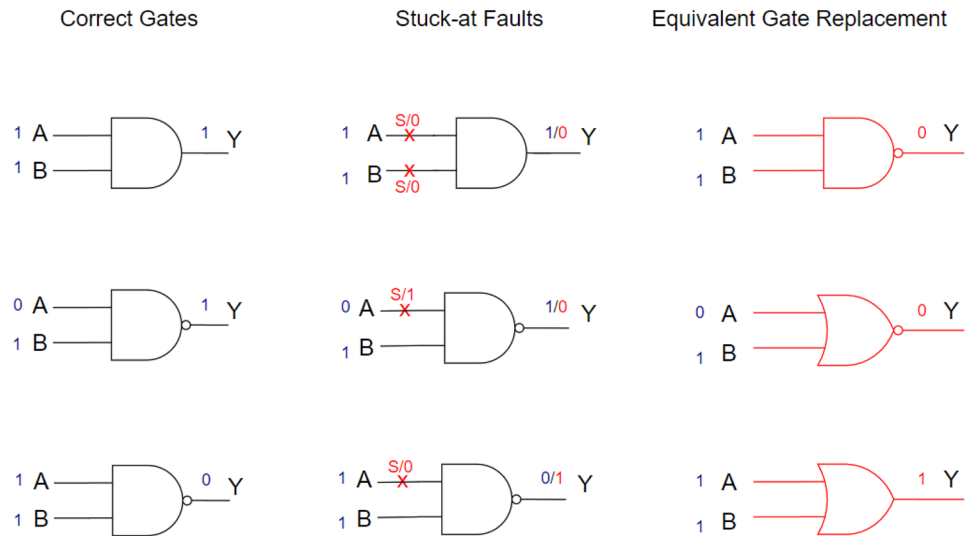 Correct Gates Stuck-at Faults Equivalent Gate Replacement
1 A 1 Y
1 B
S/0
1 A 1/0 Y
1 B
S/0
1 A 0 Y
1 B
0 A 1 Y
1 B
S/1
0 A 1/0 Y
1 B
0 A 0 Y
1 B
1 A 0 Y
1 B
S/0
1 A 0/1 Y
1 B
1 A 1 Y
1 B